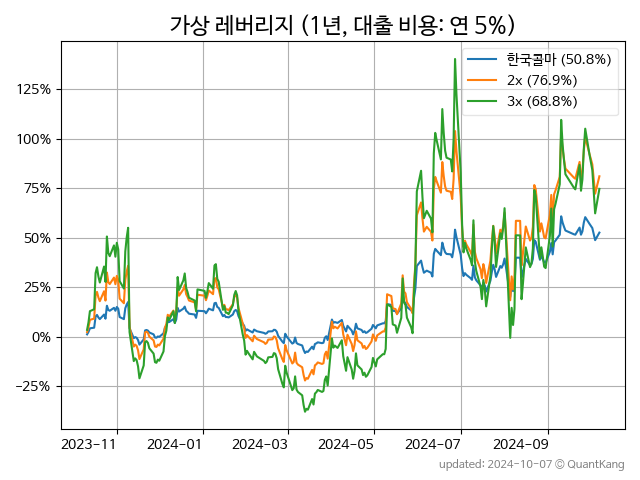 가상 레버리지 (1년, 대출 비용: 연 5%)
한국콜마 (50.8%)
2x (76.9%)
3x (68.8%)
125%
100%
75%
50%
25%
0%
−25%
2023-11
2024-01
2024-03
2024-05
2024-07
2024-09
updated: 2024-10-07 © QuantKang